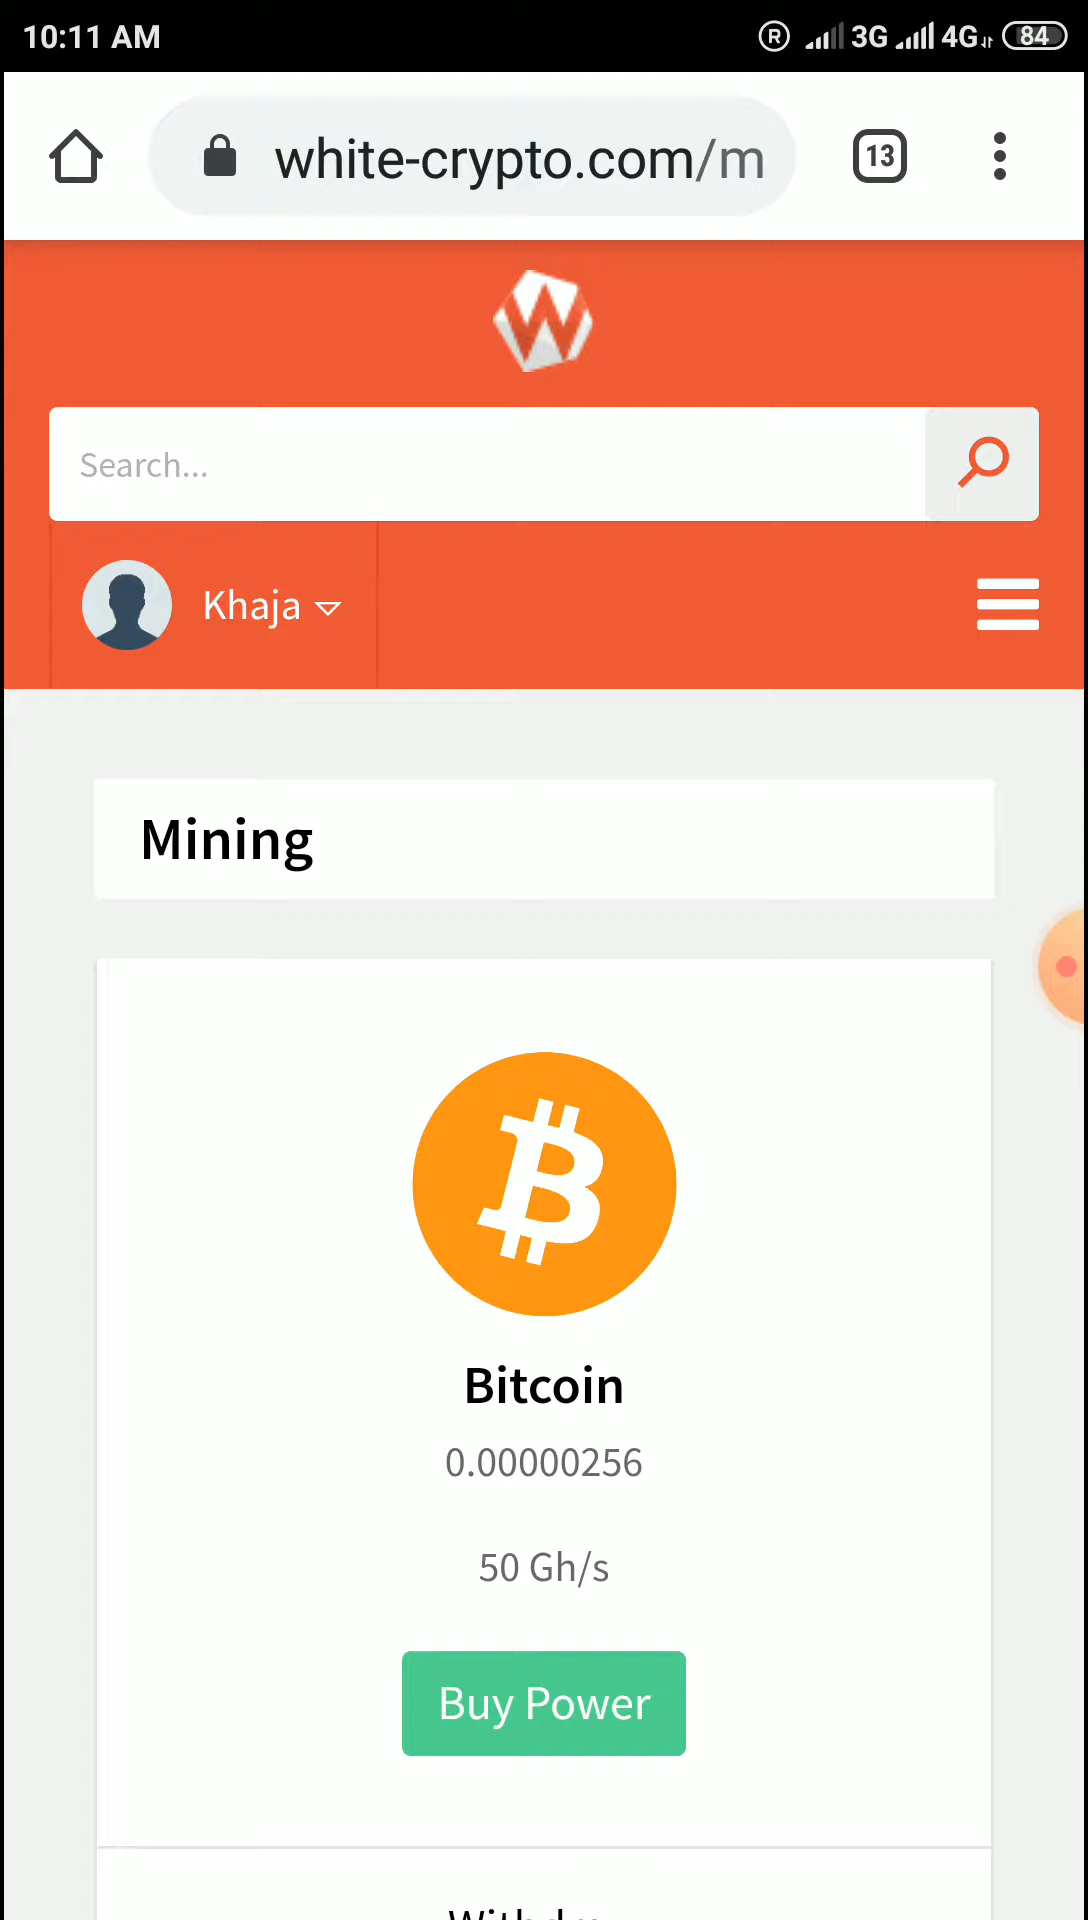 10:11 AM
R 3G 4G 84
white-crypto.com/m
13
W
Search...
Khaja
Mining
Bitcoin
0.00000256
50 Gh/s
Buy Power